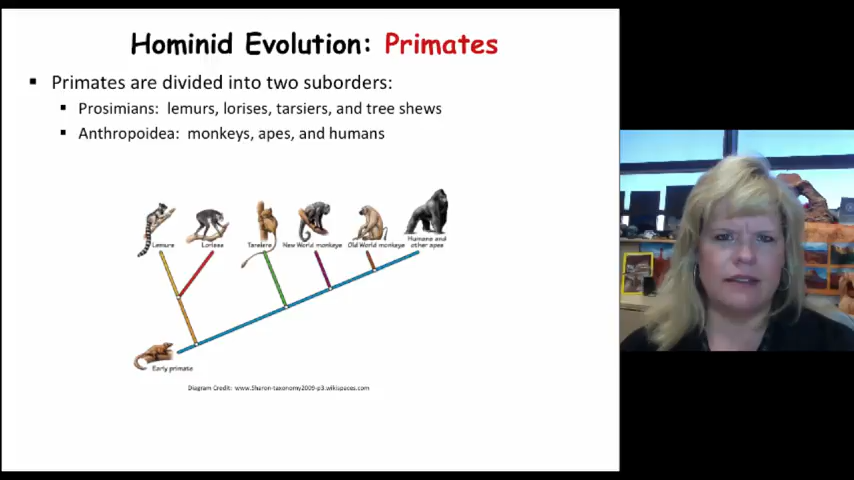 Hominid Evolution: Primates
Primates are divided into two suborders:
Prosimians: lemurs, lorises, tarsiers, and tree shews
Anthropoidea: monkeys, apes, and humans
Lemurs Lorises Tarsiers New World monkeys Old World monkeys Humans and
other apes
Early primate
Diagram Credit: www.Sharon-taxonomy2009-p3.wikispaces.com